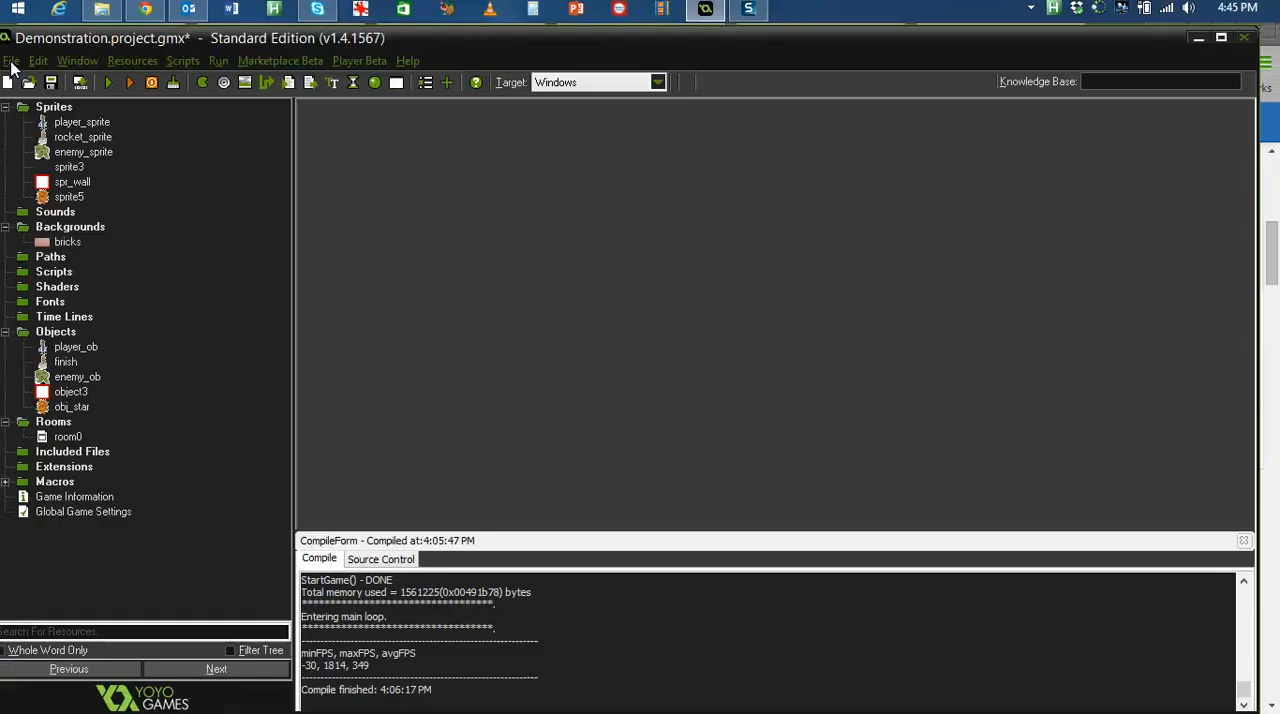 4:45 PM
Demonstration.project.gmx* - Standard Edition (v1.4.1567)
File Edit Window Resources Scripts Run Marketplace Beta Player Beta Help
Target: Windows Knowledge Base:
rks
Sprites
player_sprite
rocket_sprite
enemy_sprite
sprite3
spr_wall
sprite5
Sounds
Backgrounds
bricks
Paths
Scripts
Shaders
Fonts
Time Lines
Objects
player_ob
finish
enemy_ob
object3
obj_star
Rooms
room0
Included Files
Extensions
Macros
Game Information
Global Game Settings
CompileForm - Compiled at:4:05:47 PM
Compile Source Control
StartGame() - DONE
Total memory used = 1561225(0x00491b78) bytes
**********************************.
Entering main loop.
**********************************.
minFPS, maxFPS, avgFPS
-30, 1814, 349
Compile finished: 4:06:17 PM
Search For Resources...
Whole Word Only Filter Tree
Previous Next
YOYO
GAMES